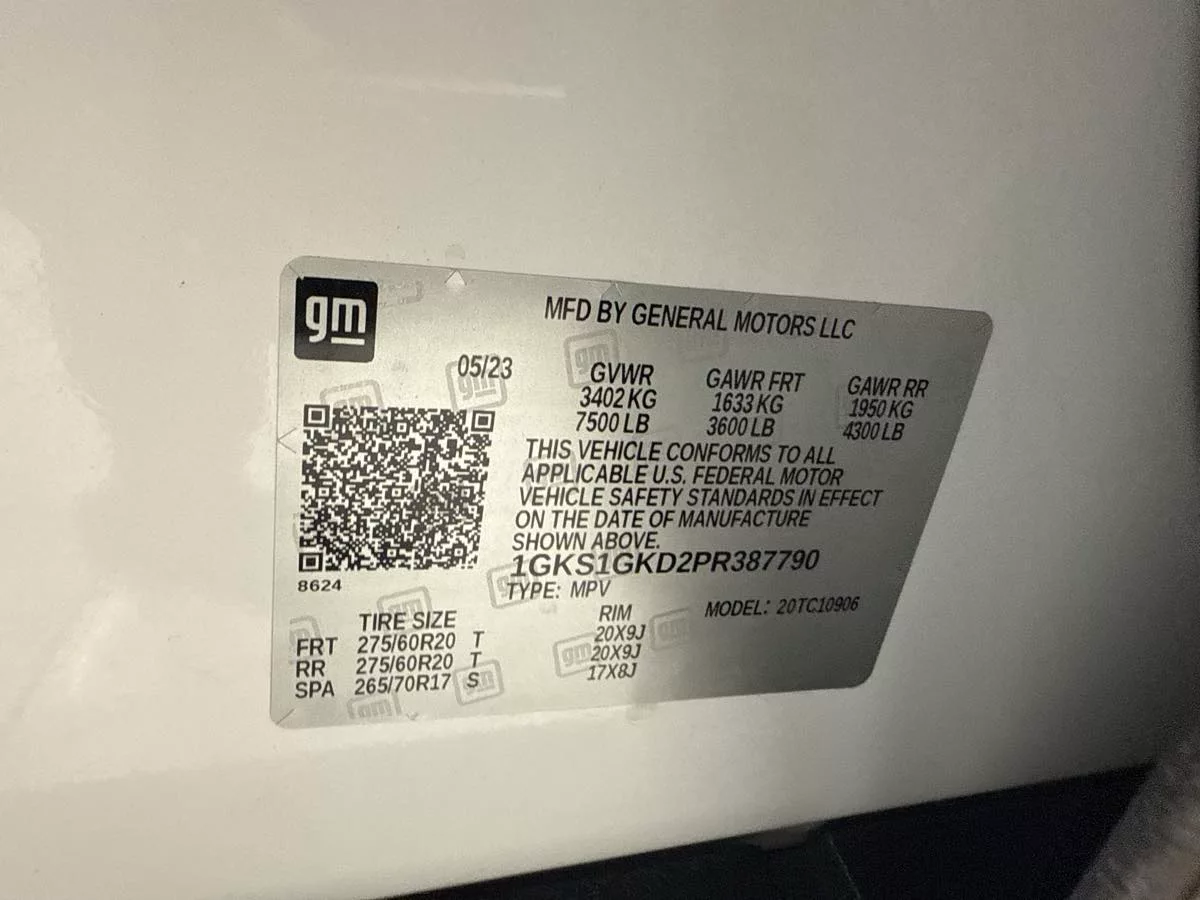 gm
MFD BY GENERAL MOTORS LLC
05/23 GVWR GAWR FRT GAWR RR
3402 KG 1633 KG 1950 KG
7500 LB 3600 LB 4300 LB
THIS VEHICLE CONFORMS TO ALL
APPLICABLE U.S. FEDERAL MOTOR
VEHICLE SAFETY STANDARDS IN EFFECT
ON THE DATE OF MANUFACTURE
SHOWN ABOVE.
1GKS1GKD2PR387790
8624
TYPE: MPV MODEL: 20TC10906
TIRE SIZE RIM
FRT 275/60R20 T 20X9J
RR 275/60R20 T 20X9J
SPA 265/70R17 S 17X8J